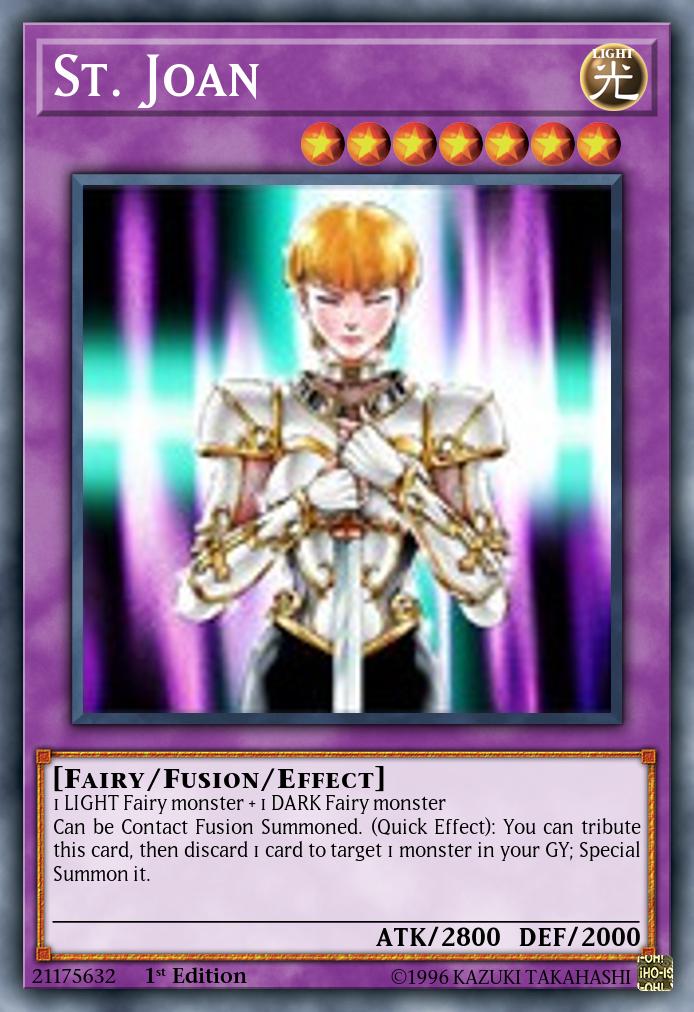 St. Joan
LIGHT
光
[Fairy/Fusion/Effect]
1 LIGHT Fairy monster + 1 DARK Fairy monster
Can be Contact Fusion Summoned. (Quick Effect): You can tribute
this card, then discard 1 card to target 1 monster in your GY; Special
Summon it.
ATK/2800 DEF/2000
21175632 1st Edition ©1996 KAZUKI TAKAHASHI